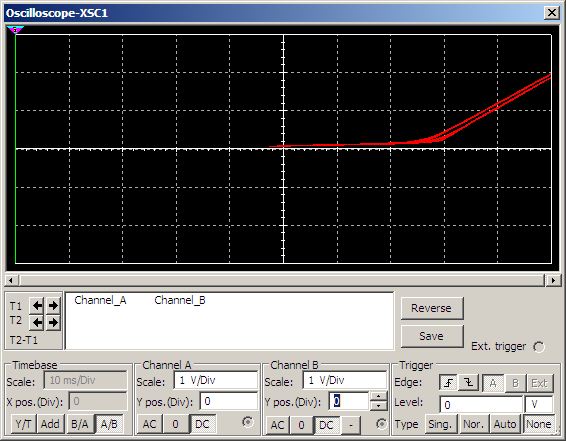 Oscilloscope-XSC1
T1
T2
T2-T1
Channel_A Channel_B
Reverse
Save
Ext. trigger
Timebase
Scale: 10 ms/Div
X pos.(Div): 0
Y/T Add B/A A/B
Channel A
Scale: 1 V/Div
Y pos.(Div): 0
AC 0 DC
Channel B
Scale: 1 V/Div
Y pos.(Div): 0
AC 0 DC -
Trigger
Edge: A B Ext
Level: 0 V
Type Sing. Nor. Auto None